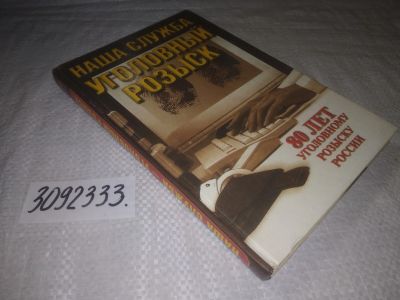 НАША СЛУЖБА
УГОЛОВНЫЙ
РОЗЫСК
80 ЛЕТ
УГОЛОВНОМУ
РОЗЫСКУ
РОССИИ
3092333.